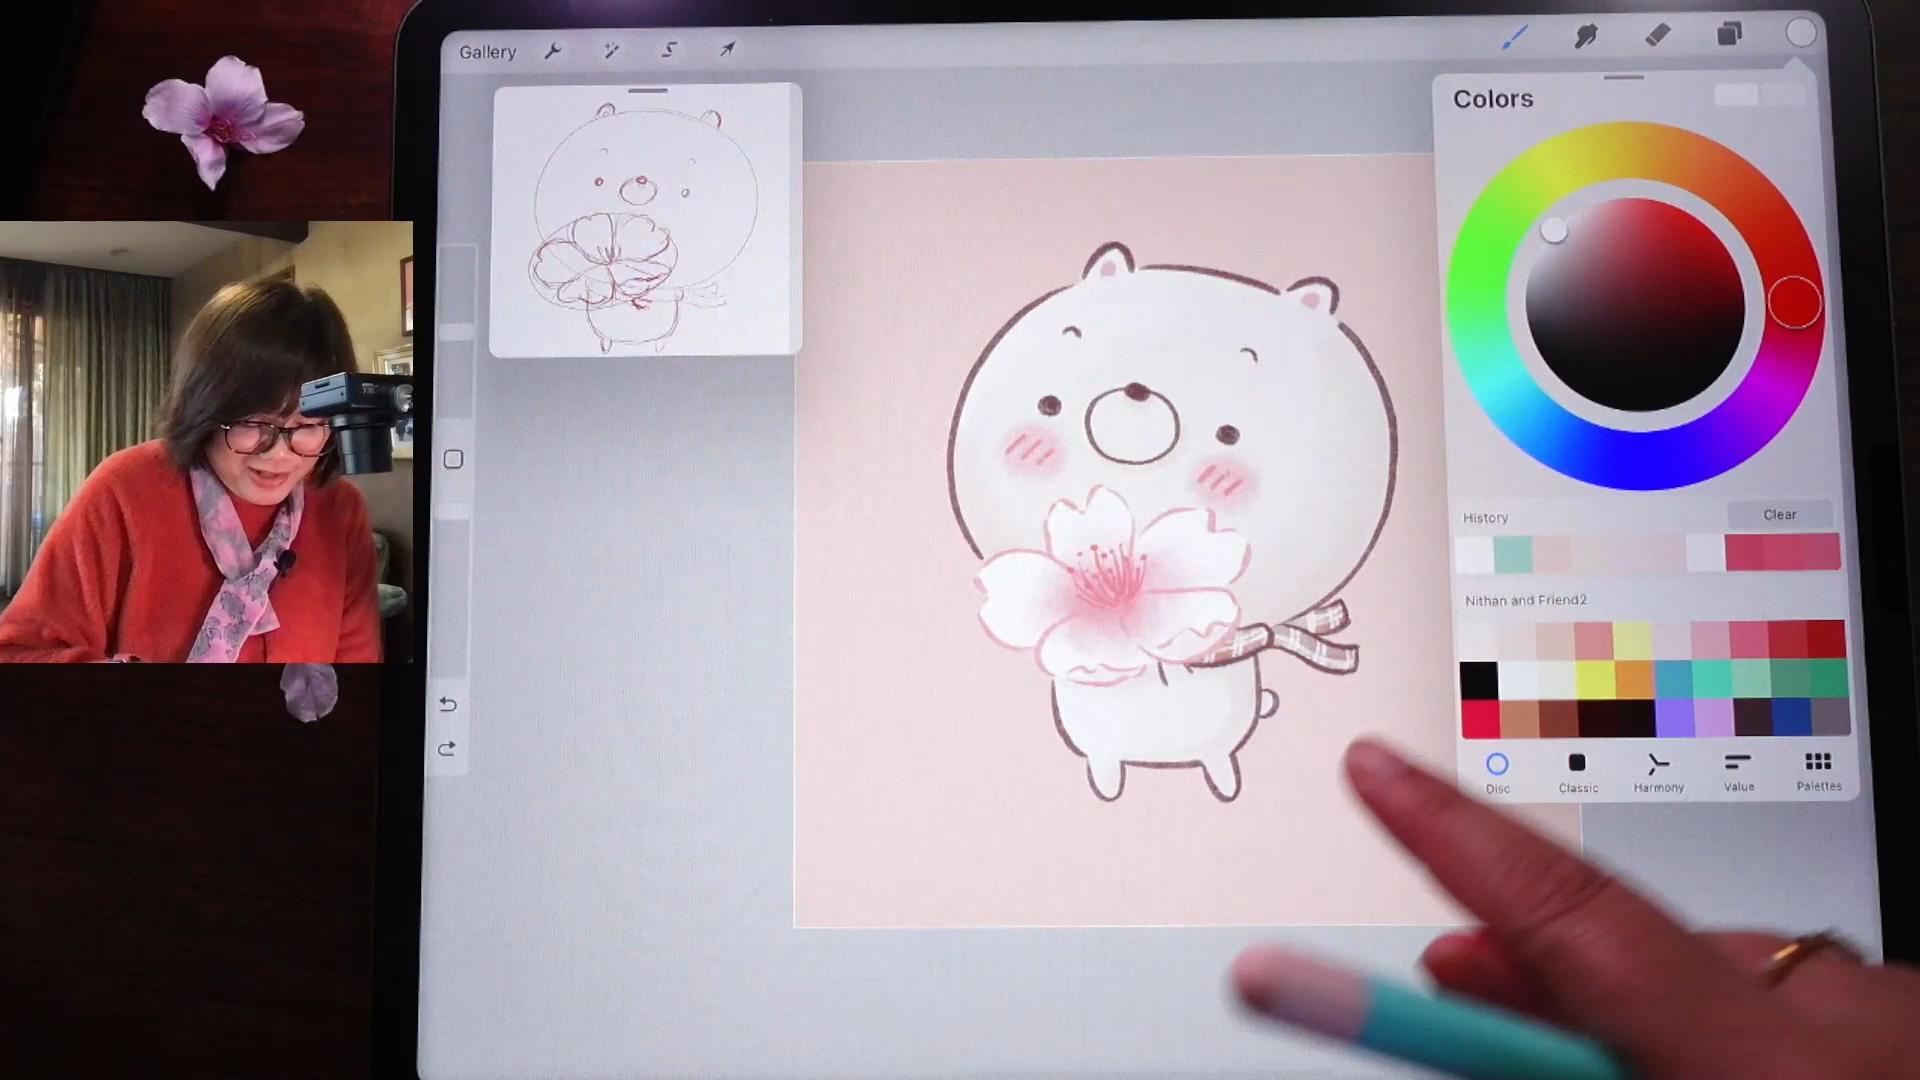 Gallery
Colors
History
Clear
Nithan and Friend2
Disc
Classic
Harmony
Value
Palettes